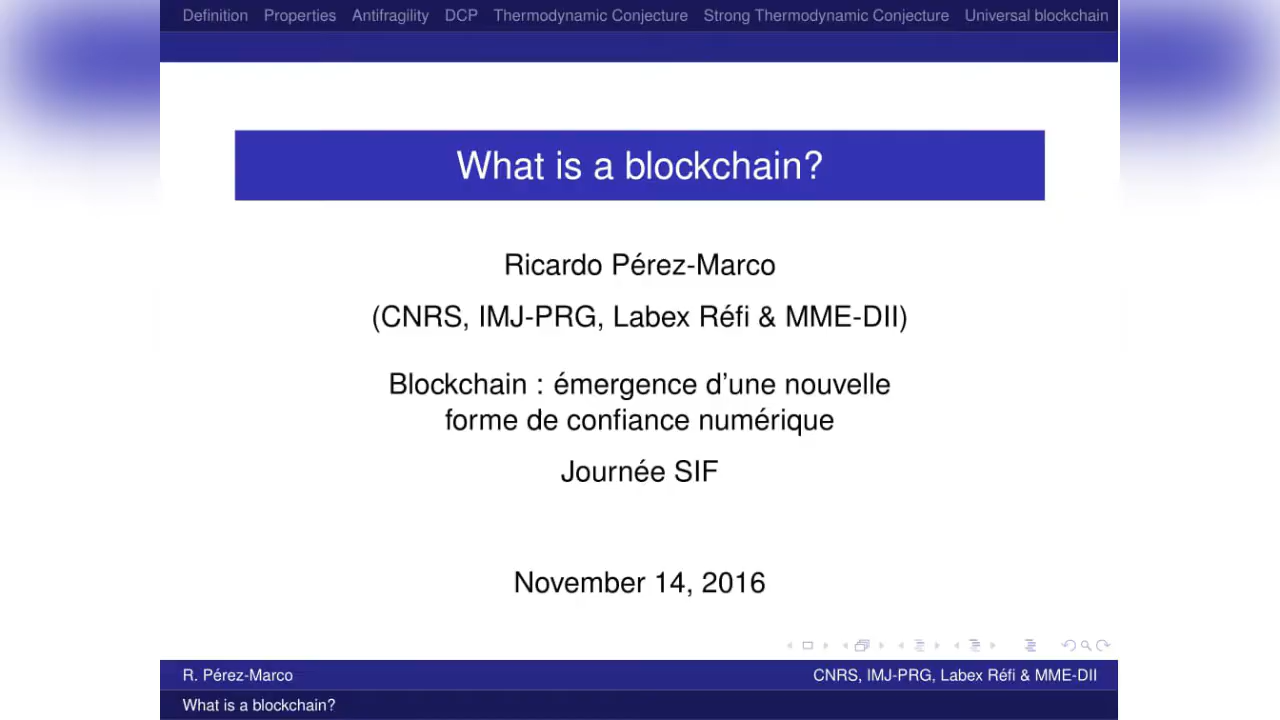 Definition Properties Antifragility DCP Thermodynamic Conjecture Strong Thermodynamic Conjecture Universal blockchain
What is a blockchain?
Ricardo Pérez-Marco
(CNRS, IMJ-PRG, Labex Réfi & MME-DII)
Blockchain : émergence d'une nouvelle
forme de confiance numérique
Journée SIF
November 14, 2016
R. Pérez-Marco CNRS, IMJ-PRG, Labex Réfi & MME-DII
What is a blockchain?